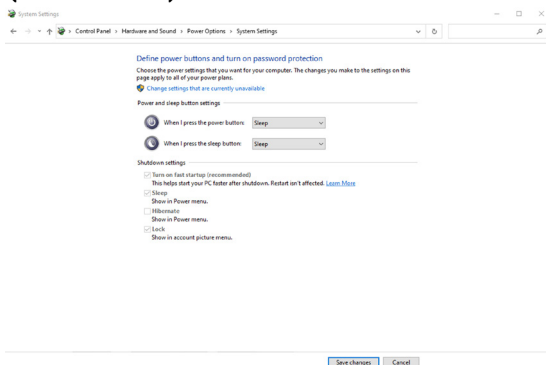 System Settings
Control Panel > Hardware and Sound > Power Options > System Settings
Define power buttons and turn on password protection
Choose the power settings that you want for your computer. The changes you make to the settings on this
page apply to all of your power plans.
Change settings that are currently unavailable
Power and sleep button settings
When I press the power button: Sleep
When I press the sleep button: Sleep
Shutdown settings
Turn on fast startup (recommended)
This helps start your PC faster after shutdown. Restart isn't affected. Learn More
Sleep
Show in Power menu.
Hibernate
Show in Power menu.
Lock
Show in account picture menu.
Save changes Cancel